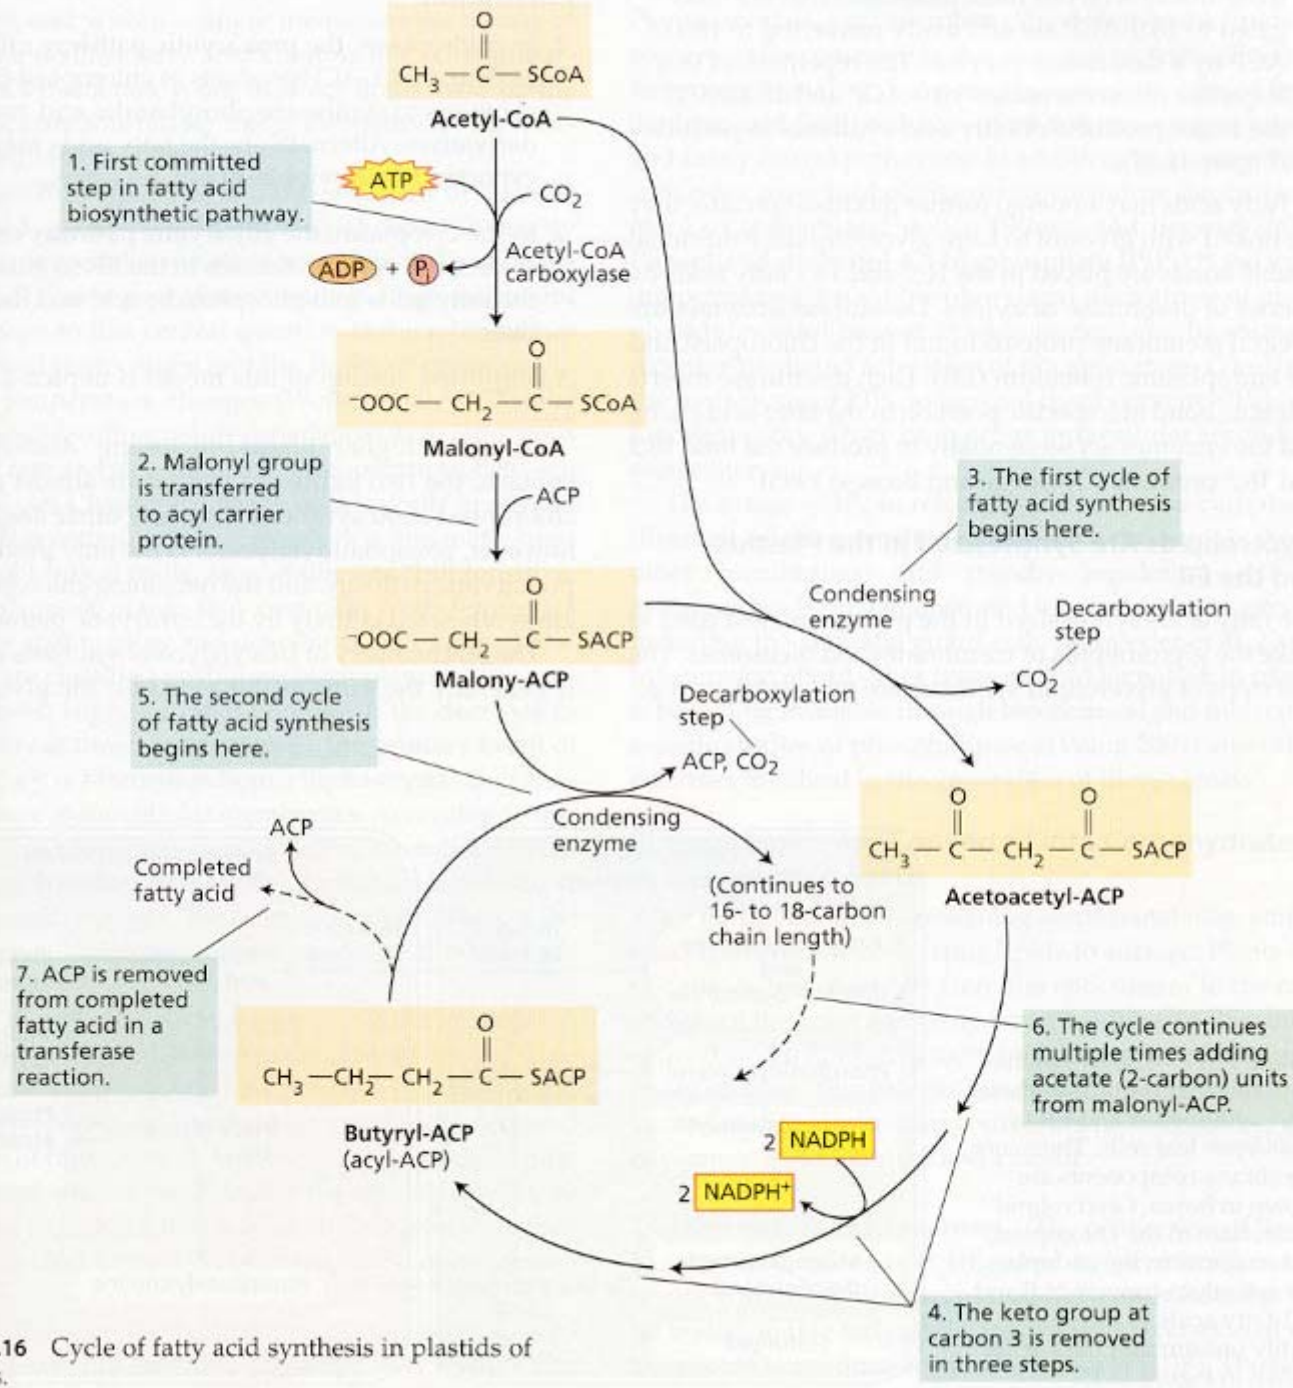 O
CH3 — C — SCoA
Acetyl-CoA
1. First committed
step in fatty acid
biosynthetic pathway.
ATP
CO2
ADP + Pi
Acetyl-CoA
carboxylase
O
⁻OOC — CH2 — C — SCoA
Malonyl-CoA
2. Malonyl group
is transferred
to acyl carrier
protein.
ACP
3. The first cycle of
fatty acid synthesis
begins here.
O
⁻OOC — CH2 — C — SACP
Malony-ACP
Condensing
enzyme
Decarboxylation
step
CO2
5. The second cycle
of fatty acid synthesis
begins here.
Decarboxylation
step
ACP, CO2
Condensing
enzyme
O O
CH3 — C — CH2 — C — SACP
Acetoacetyl-ACP
ACP
Completed
fatty acid
(Continues to
16- to 18-carbon
chain length)
7. ACP is removed
from completed
fatty acid in a
transferase
reaction.
O
CH3 — CH2 — CH2 — C — SACP
Butyryl-ACP
(acyl-ACP)
6. The cycle continues
multiple times adding
acetate (2-carbon) units
from malonyl-ACP.
2 NADPH
2 NADPH⁺
4. The keto group at
carbon 3 is removed
in three steps.
.16 Cycle of fatty acid synthesis in plastids of
s.